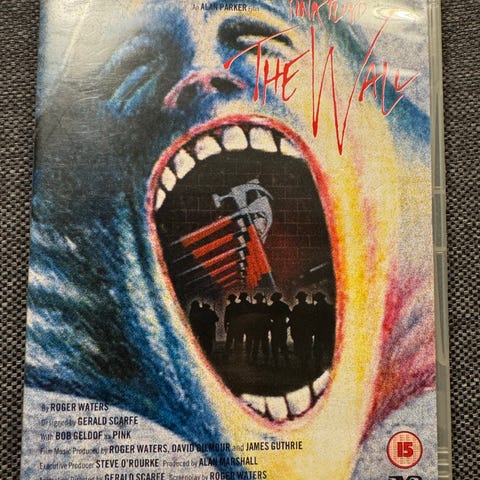 An ALAN PARKER Film
PINK FLOYD
THE WALL
By ROGER WATERS
Designed by GERALD SCARFE
With BOB GELDOF as PINK
Film Music Produced by ROGER WATERS, DAVID GILMOUR and JAMES GUTHRIE
Executive Producer STEVE O'ROURKE Produced by ALAN MARSHALL
by GERALD SCARFE Screenplay by ROGER WATERS
15